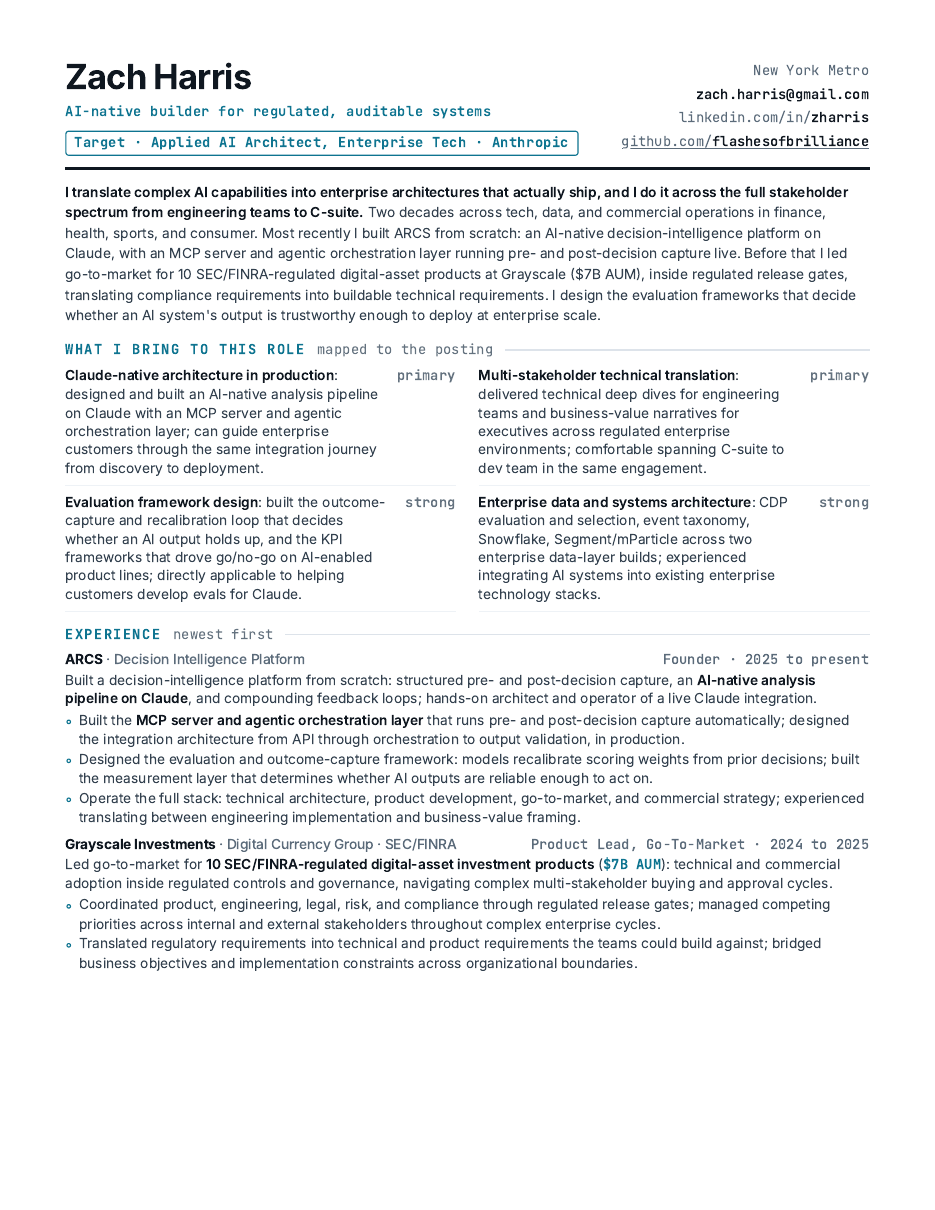 Zach Harris
AI-native builder for regulated, auditable systems
Target · Applied AI Architect, Enterprise Tech · Anthropic
New York Metro
zach.harris@gmail.com
linkedin.com/in/zharris
github.com/flashesofbrilliance
I translate complex AI capabilities into enterprise architectures that actually ship, and I do it across the full stakeholder
spectrum from engineering teams to C-suite. Two decades across tech, data, and commercial operations in finance,
health, sports, and consumer. Most recently I built ARCS from scratch: an AI-native decision-intelligence platform on
Claude, with an MCP server and agentic orchestration layer running pre- and post-decision capture live. Before that I led
go-to-market for 10 SEC/FINRA-regulated digital-asset products at Grayscale ($7B AUM), inside regulated release gates,
translating compliance requirements into buildable technical requirements. I design the evaluation frameworks that decide
whether an AI system's output is trustworthy enough to deploy at enterprise scale.
WHAT I BRING TO THIS ROLE mapped to the posting
Claude-native architecture in production: primary
designed and built an AI-native analysis pipeline
on Claude with an MCP server and agentic
orchestration layer; can guide enterprise
customers through the same integration journey
from discovery to deployment.
Multi-stakeholder technical translation: primary
delivered technical deep dives for engineering
teams and business-value narratives for
executives across regulated enterprise
environments; comfortable spanning C-suite to
dev team in the same engagement.
Evaluation framework design: built the outcome- strong
capture and recalibration loop that decides
whether an AI output holds up, and the KPI
frameworks that drove go/no-go on AI-enabled
product lines; directly applicable to helping
customers develop evals for Claude.
Enterprise data and systems architecture: CDP strong
evaluation and selection, event taxonomy,
Snowflake, Segment/mParticle across two
enterprise data-layer builds; experienced
integrating AI systems into existing enterprise
technology stacks.
EXPERIENCE newest first
ARCS · Decision Intelligence Platform Founder · 2025 to present
Built a decision-intelligence platform from scratch: structured pre- and post-decision capture, an AI-native analysis
pipeline on Claude, and compounding feedback loops; hands-on architect and operator of a live Claude integration.
Built the MCP server and agentic orchestration layer that runs pre- and post-decision capture automatically; designed
the integration architecture from API through orchestration to output validation, in production.
Designed the evaluation and outcome-capture framework: models recalibrate scoring weights from prior decisions; built
the measurement layer that determines whether AI outputs are reliable enough to act on.
Operate the full stack: technical architecture, product development, go-to-market, and commercial strategy; experienced
translating between engineering implementation and business-value framing.
Grayscale Investments · Digital Currency Group · SEC/FINRA Product Lead, Go-To-Market · 2024 to 2025
Led go-to-market for 10 SEC/FINRA-regulated digital-asset investment products ($7B AUM): technical and commercial
adoption inside regulated controls and governance, navigating complex multi-stakeholder buying and approval cycles.
Coordinated product, engineering, legal, risk, and compliance through regulated release gates; managed competing
priorities across internal and external stakeholders throughout complex enterprise cycles.
Translated regulatory requirements into technical and product requirements the teams could build against; bridged
business objectives and implementation constraints across organizational boundaries.